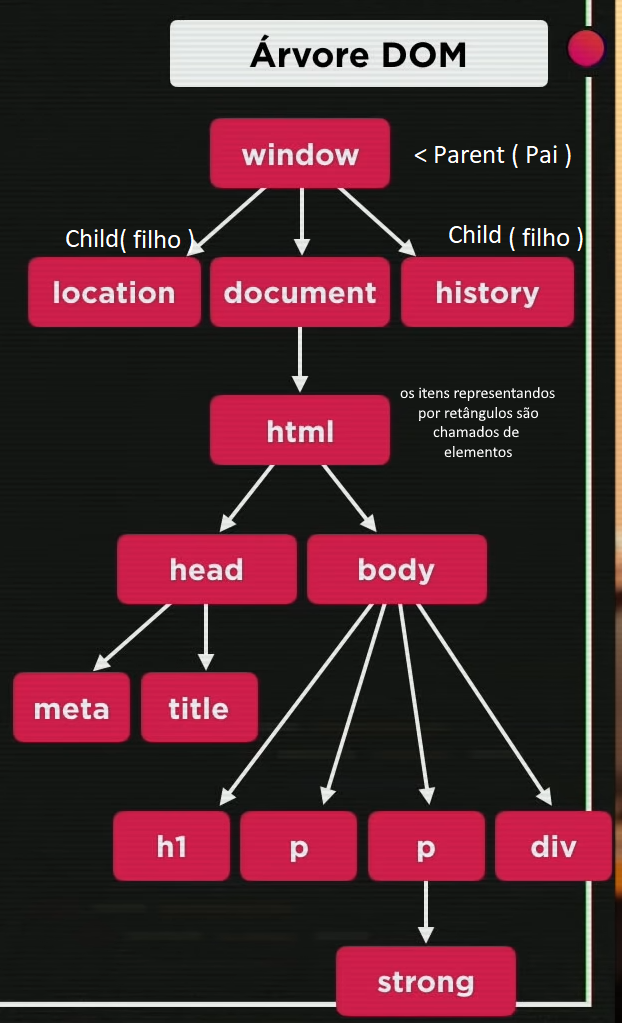 Árvore DOM
window
< Parent ( Pai )
Child( filho )
Child ( filho )
location
document
history
html
os itens representandos
por retângulos são
chamados de
elementos
head
body
meta
title
h1
p
p
div
strong